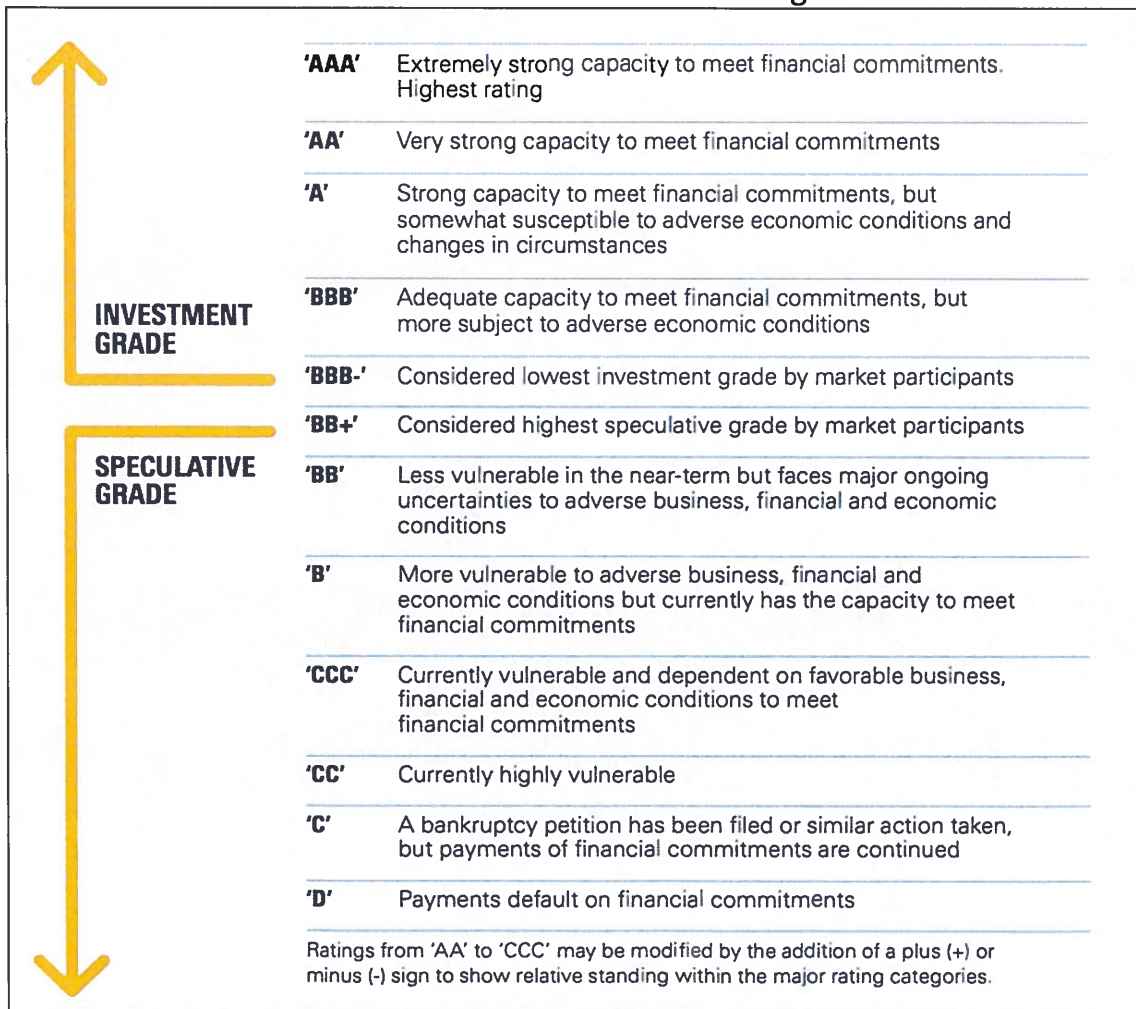 'AAA' Extremely strong capacity to meet financial commitments.
Highest rating
'AA' Very strong capacity to meet financial commitments
'A' Strong capacity to meet financial commitments, but
somewhat susceptible to adverse economic conditions and
changes in circumstances
INVESTMENT
GRADE
'BBB' Adequate capacity to meet financial commitments, but
more subject to adverse economic conditions
'BBB-' Considered lowest investment grade by market participants
'BB+' Considered highest speculative grade by market participants
SPECULATIVE
GRADE
'BB' Less vulnerable in the near-term but faces major ongoing
uncertainties to adverse business, financial and economic
conditions
'B' More vulnerable to adverse business, financial and
economic conditions but currently has the capacity to meet
financial commitments
'CCC' Currently vulnerable and dependent on favorable business,
financial and economic conditions to meet
financial commitments
'CC' Currently highly vulnerable
'C' A bankruptcy petition has been filed or similar action taken,
but payments of financial commitments are continued
'D' Payments default on financial commitments
Ratings from 'AA' to 'CCC' may be modified by the addition of a plus (+) or
minus (-) sign to show relative standing within the major rating categories.